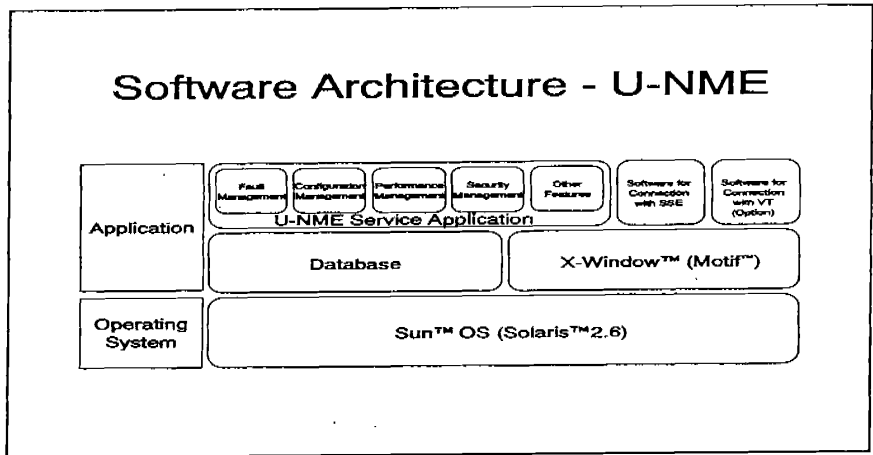 Software Architecture - U-NME
Application
Fault
Management
Configuration
Management
Performance
Management
Security
Management
Other
Features
U-NME Service Application
Software for
Connection
with SSE
Software for
Connection
with VT
(Option)
Database
X-Window™ (Motif™)
Operating
System
Sun™ OS (Solaris™2.6)